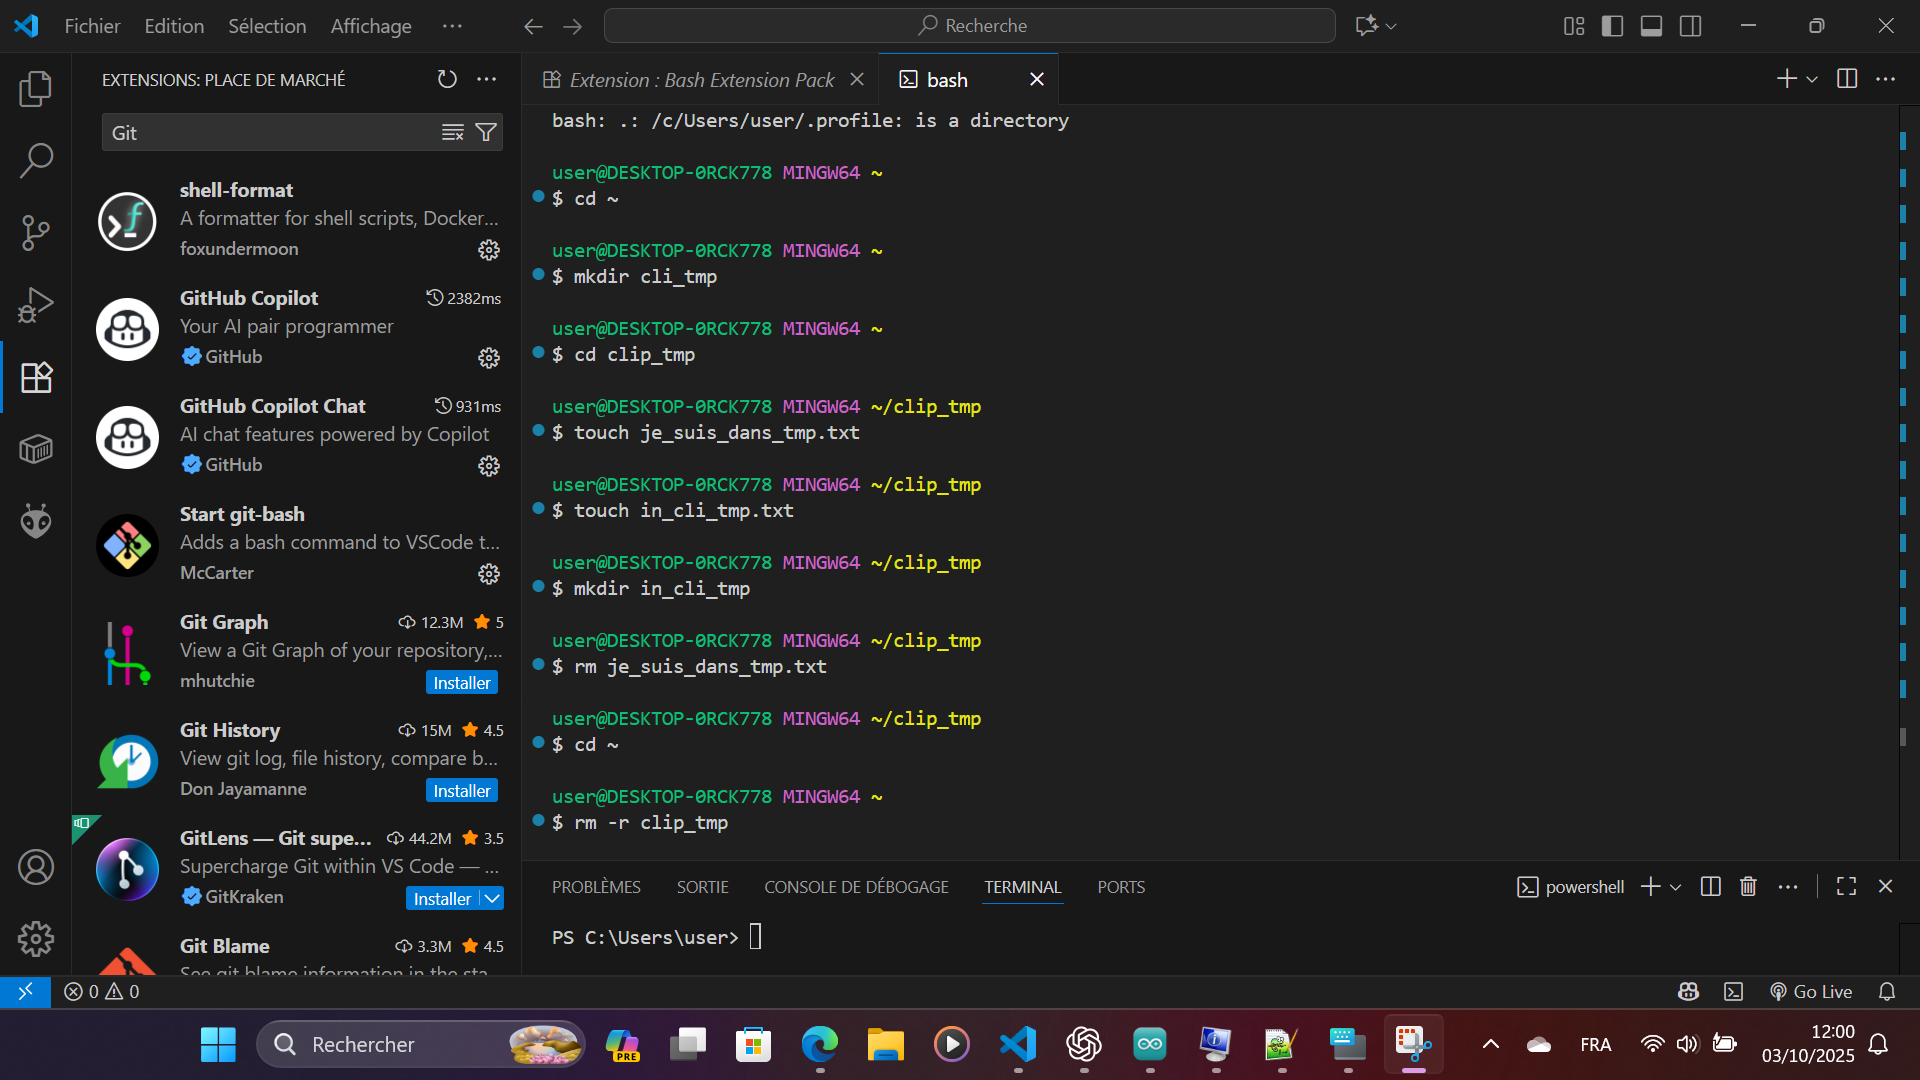 Fichier Edition Sélection Affichage ··· Recherche
EXTENSIONS: PLACE DE MARCHÉ
Git
shell-format
A formatter for shell scripts, Docker...
foxundermoon
GitHub Copilot 2382ms
Your AI pair programmer
GitHub
GitHub Copilot Chat 931ms
AI chat features powered by Copilot
GitHub
Start git-bash
Adds a bash command to VSCode t...
McCarter
Git Graph 12.3M 5
View a Git Graph of your repository,...
mhutchie Installer
Git History 15M 4.5
View git log, file history, compare b...
Don Jayamanne Installer
GitLens — Git supe... 44.2M 3.5
Supercharge Git within VS Code — ...
GitKraken Installer
Git Blame 3.3M 4.5
See git blame information in the sta...
Extension : Bash Extension Pack
bash
bash: .: /c/Users/user/.profile: is a directory
user@DESKTOP-0RCK778 MINGW64 ~
$ cd ~
user@DESKTOP-0RCK778 MINGW64 ~
$ mkdir cli_tmp
user@DESKTOP-0RCK778 MINGW64 ~
$ cd clip_tmp
user@DESKTOP-0RCK778 MINGW64 ~/clip_tmp
$ touch je_suis_dans_tmp.txt
user@DESKTOP-0RCK778 MINGW64 ~/clip_tmp
$ touch in_cli_tmp.txt
user@DESKTOP-0RCK778 MINGW64 ~/clip_tmp
$ mkdir in_cli_tmp
user@DESKTOP-0RCK778 MINGW64 ~/clip_tmp
$ rm je_suis_dans_tmp.txt
user@DESKTOP-0RCK778 MINGW64 ~/clip_tmp
$ cd ~
user@DESKTOP-0RCK778 MINGW64 ~
$ rm -r clip_tmp
PROBLÈMES SORTIE CONSOLE DE DÉBOGAGE TERMINAL PORTS powershell
PS C:\Users\user>
0 0 Go Live
Rechercher PRE FRA 12:00
03/10/2025